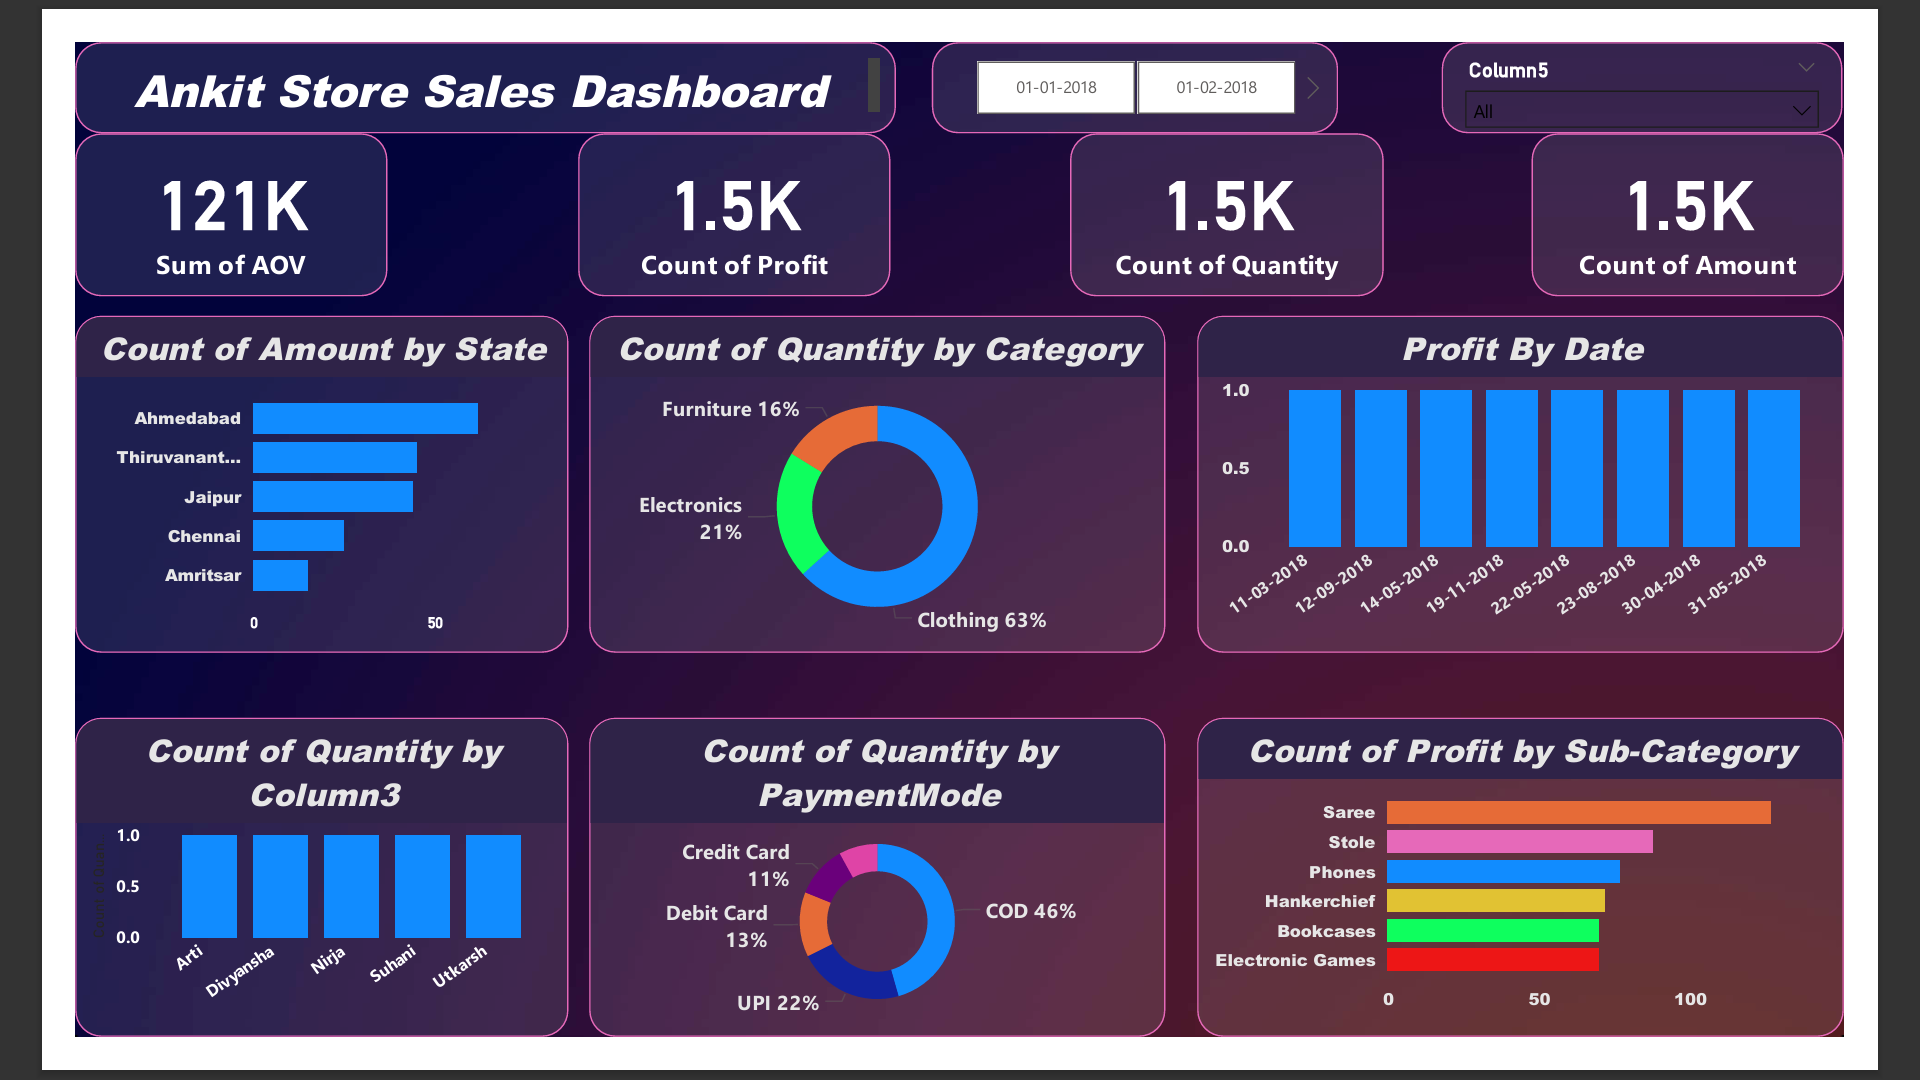 Ankit Store Sales Dashboard
01-01-2018
01-02-2018
Column5
All
121K
Sum of AOV
1.5K
Count of Profit
1.5K
Count of Quantity
1.5K
Count of Amount
Count of Amount by State
Ahmedabad
Thiruvanant...
Jaipur
Chennai
Amritsar
0
50
Count of Quantity by Category
Furniture 16%
Electronics
21%
Clothing 63%
Profit By Date
1.0
0.5
0.0
11-03-2018
12-09-2018
14-05-2018
19-11-2018
22-05-2018
23-08-2018
30-04-2018
31-05-2018
Count of Quantity by
Column3
1.0
0.5
0.0
Arti
Divyansha
Nirja
Suhani
Utkarsh
Count of Quantity by
PaymentMode
Credit Card
11%
Debit Card
13%
UPI 22%
COD 46%
Count of Profit by Sub-Category
Saree
Stole
Phones
Hankerchief
Bookcases
Electronic Games
0
50
100